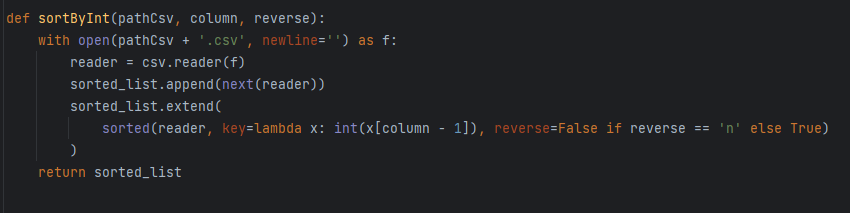 def sortByInt(pathCsv, column, reverse):
    with open(pathCsv + '.csv', newline='') as f:
        reader = csv.reader(f)
        sorted_list.append(next(reader))
        sorted_list.extend(
            sorted(reader, key=lambda x: int(x[column - 1]), reverse=False if reverse == 'n' else True)
        )
    return sorted_list